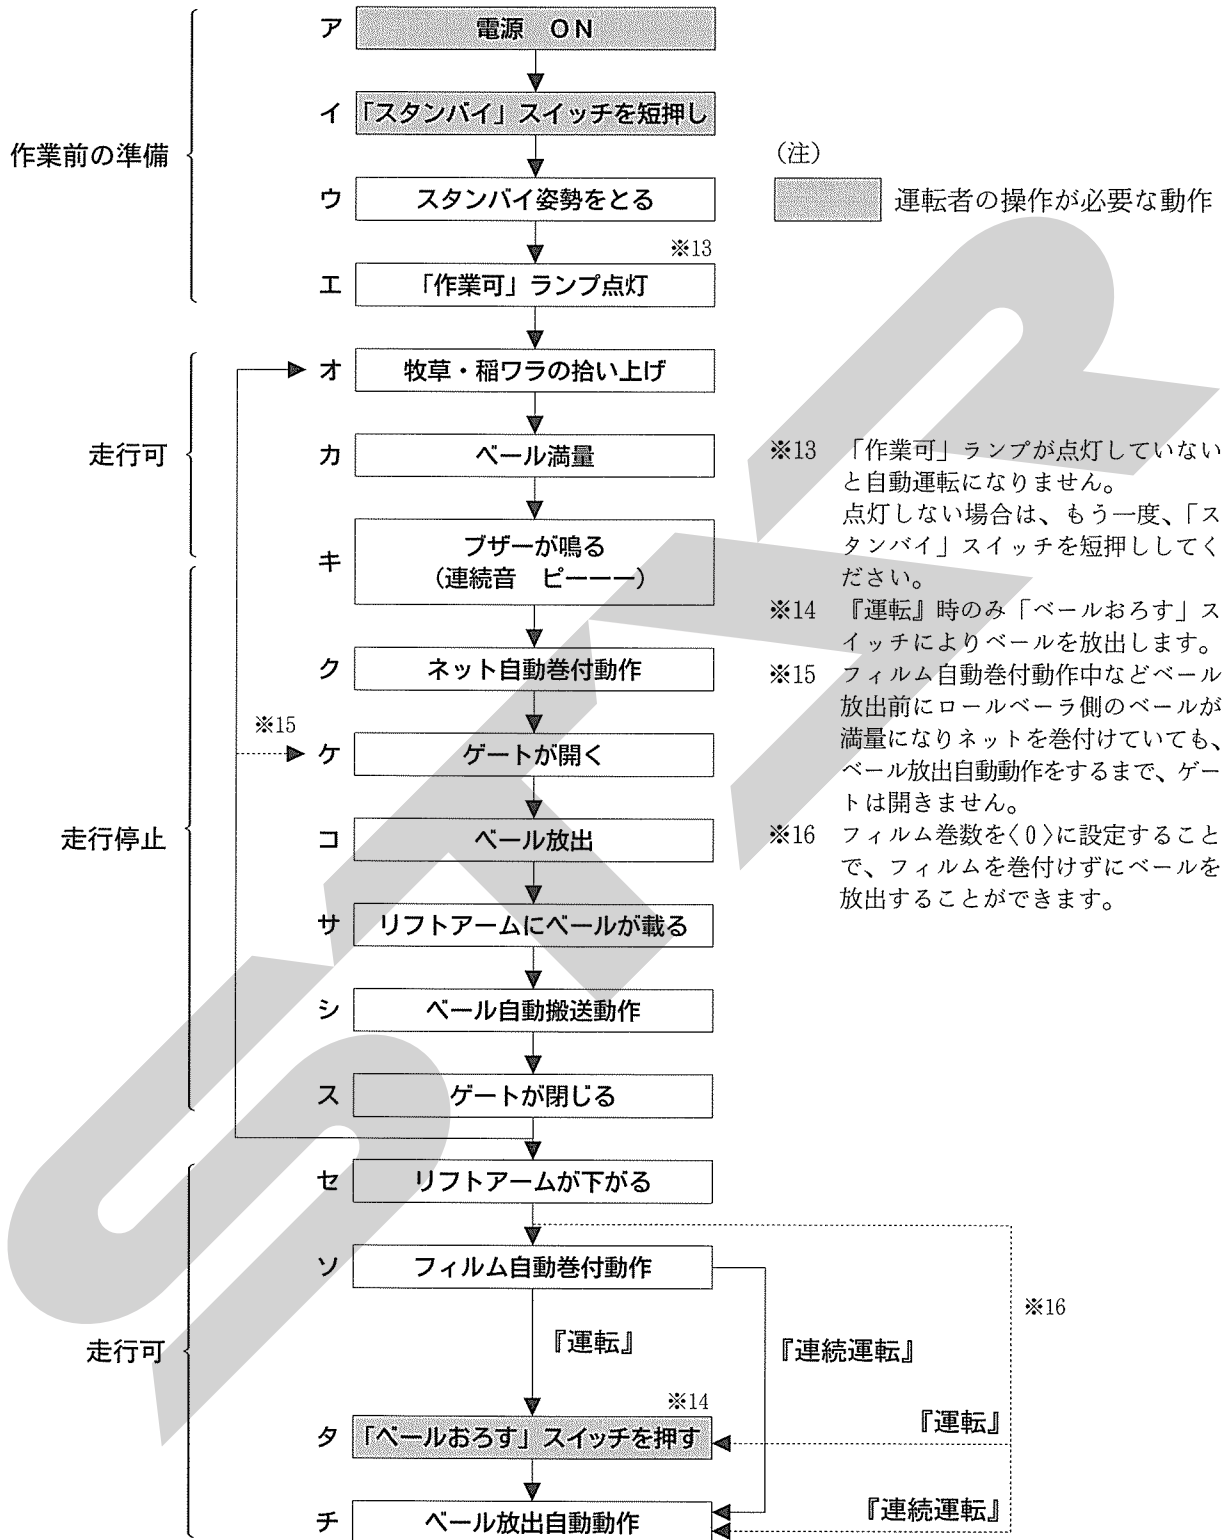 ア 電源 ON
イ 「スタンバイ」スイッチを短押し
作業前の準備
ウ スタンバイ姿勢をとる
※13
エ 「作業可」ランプ点灯
(注)
運転者の操作が必要な動作
オ 牧草・稲ワラの拾い上げ
走行可
カ ベール満量
キ ブザーが鳴る
(連続音 ピーーー)
ク ネット自動巻付動作
※15
ケ ゲートが開く
走行停止
コ ベール放出
サ リフトアームにベールが載る
シ ベール自動搬送動作
ス ゲートが閉じる
※13 「作業可」ランプが点灯していない
と自動運転になりません。
点灯しない場合は、もう一度、「ス
タンバイ」スイッチを短押ししてく
ださい。
※14 『運転』時のみ「ベールおろす」ス
イッチによりベールを放出します。
※15 フィルム自動巻付動作中などベール
放出前にロールベーラ側のベールが
満量になりネットを巻付けていても、
ベール放出自動動作をするまで、ゲー
トは開きません。
※16 フィルム巻数を〈0〉に設定すること
で、フィルムを巻付けずにベールを
放出することができます。
セ リフトアームが下がる
ソ フィルム自動巻付動作
※16
走行可
『運転』
『連続運転』
※14
『運転』
タ 「ベールおろす」スイッチを押す
『連続運転』
チ ベール放出自動動作
STAR